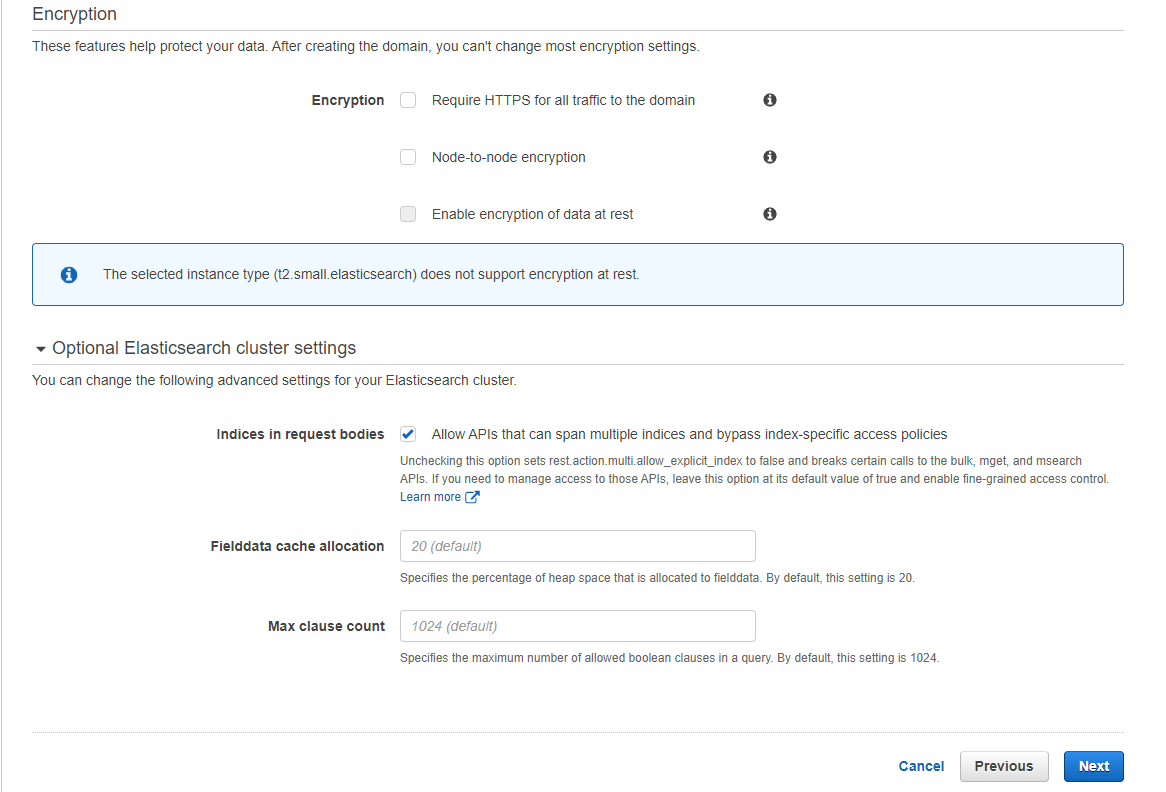 Encryption
These features help protect your data. After creating the domain, you can't change most encryption settings.
Encryption Require HTTPS for all traffic to the domain
Node-to-node encryption
Enable encryption of data at rest
The selected instance type (t2.small.elasticsearch) does not support encryption at rest.
Optional Elasticsearch cluster settings
You can change the following advanced settings for your Elasticsearch cluster.
Indices in request bodies Allow APIs that can span multiple indices and bypass index-specific access policies
Unchecking this option sets rest.action.multi.allow_explicit_index to false and breaks certain calls to the bulk, mget, and msearch
APIs. If you need to manage access to those APIs, leave this option at its default value of true and enable fine-grained access control.
Learn more
Fielddata cache allocation 20 (default)
Specifies the percentage of heap space that is allocated to fielddata. By default, this setting is 20.
Max clause count 1024 (default)
Specifies the maximum number of allowed boolean clauses in a query. By default, this setting is 1024.
Cancel Previous Next